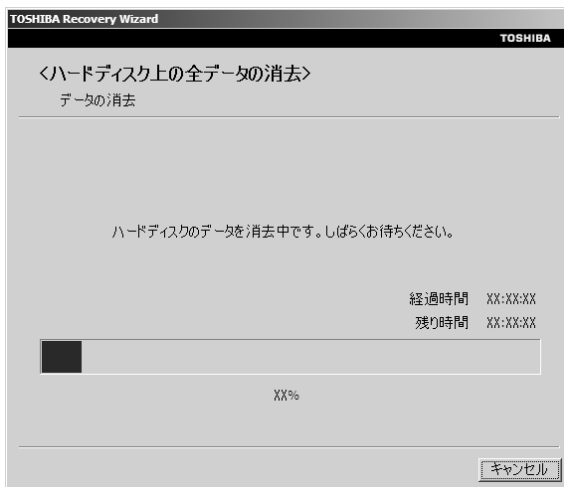 TOSHIBA Recovery Wizard
TOSHIBA
<ハードディスク上の全データの消去>
データの消去
ハードディスクのデータを消去中です。しばらくお待ちください。
経過時間 XX:XX:XX
残り時間 XX:XX:XX
XX%
キャンセル